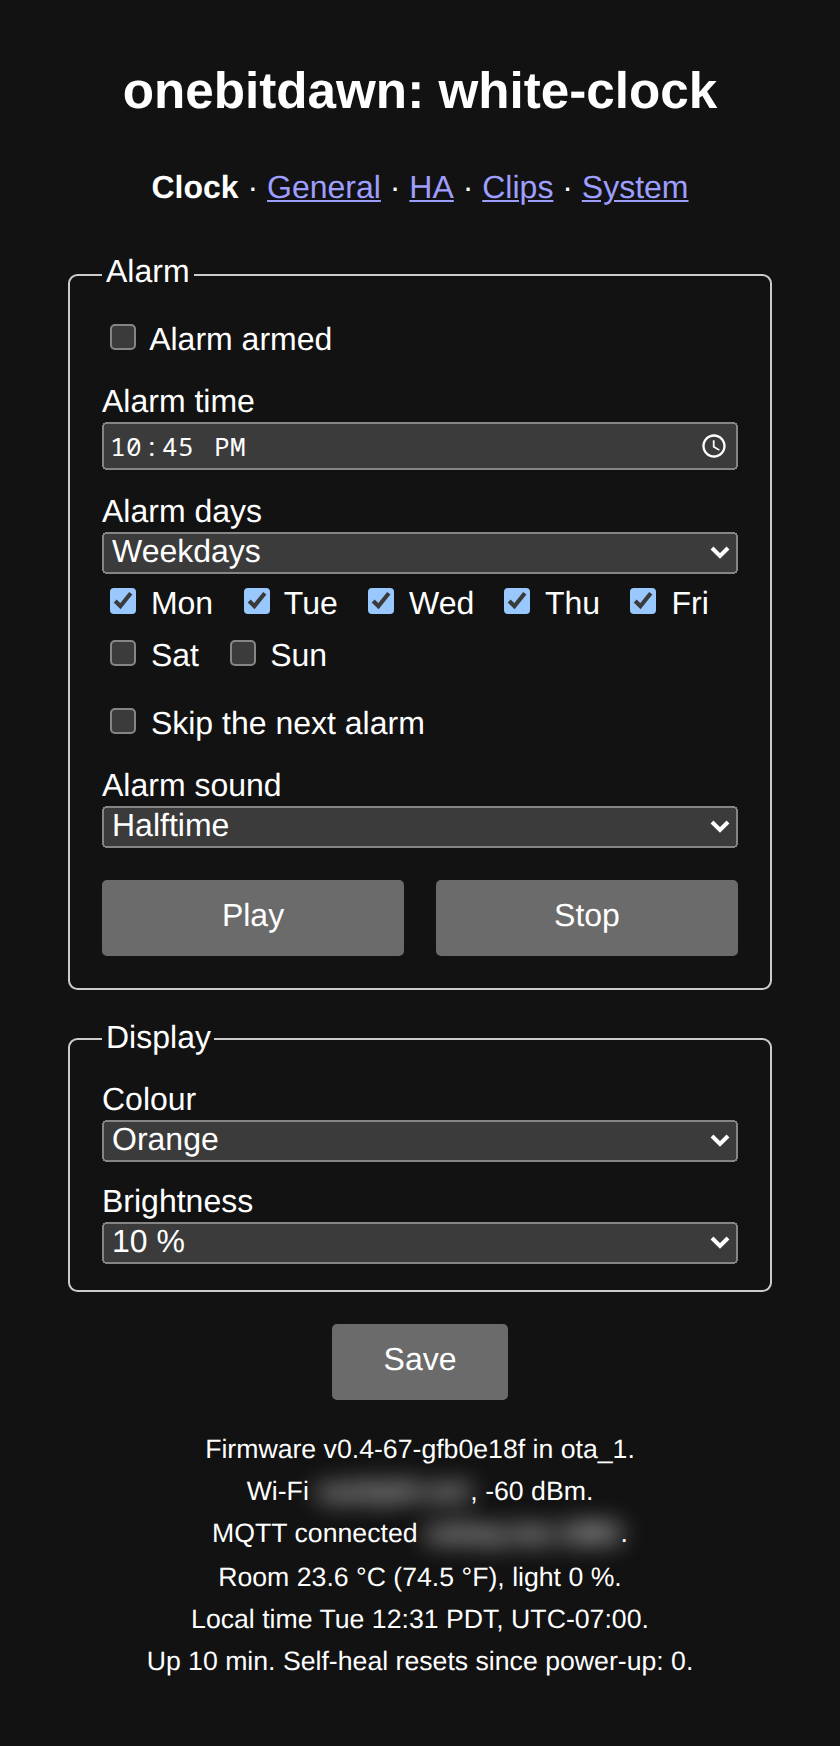 onebitdawn: white-clock
Clock · General · HA · Clips · System
Alarm
Alarm armed
Alarm time
10:45 PM
Alarm days
Weekdays
Mon Tue Wed Thu Fri
Sat Sun
Skip the next alarm
Alarm sound
Halftime
Play Stop
Display
Colour
Orange
Brightness
10 %
Save
Firmware v0.4-67-gfb0e18f in ota_1.
Wi-Fi , -60 dBm.
MQTT connected .
Room 23.6 °C (74.5 °F), light 0 %.
Local time Tue 12:31 PDT, UTC-07:00.
Up 10 min. Self-heal resets since power-up: 0.